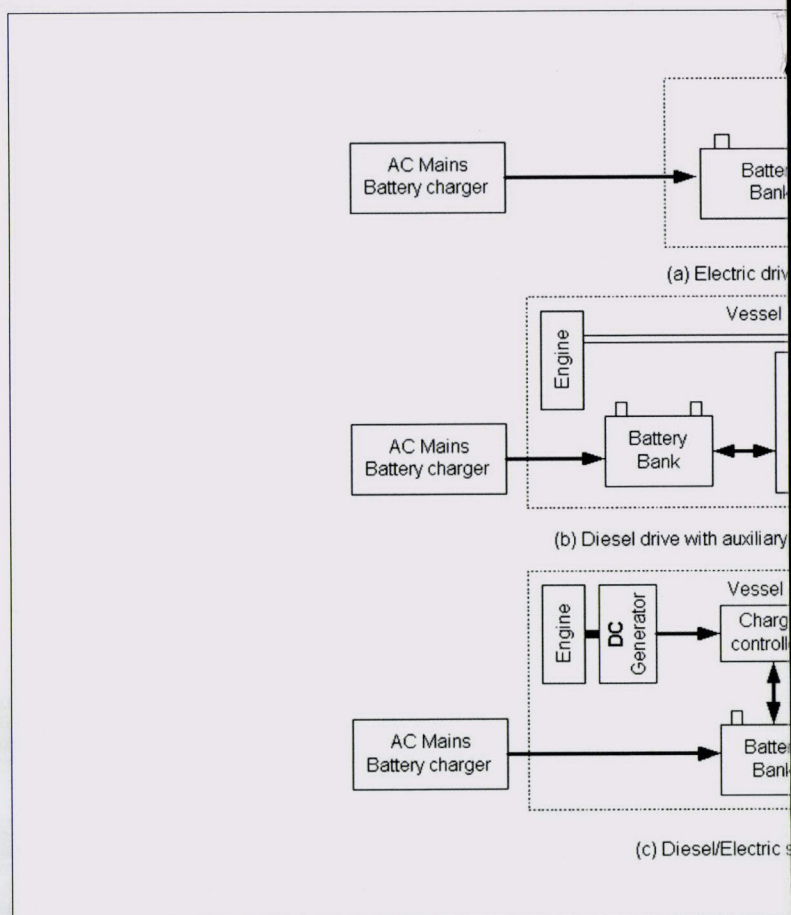 AC Mains
Battery charger
(a) Electric
Vessel
Engine
AC Mains
Battery charger
Battery
Bank
(b) Diesel drive with auxiliary
Vessel
Engine
DC
Generator
AC Mains
Battery charger
(c) Diesel/Electric